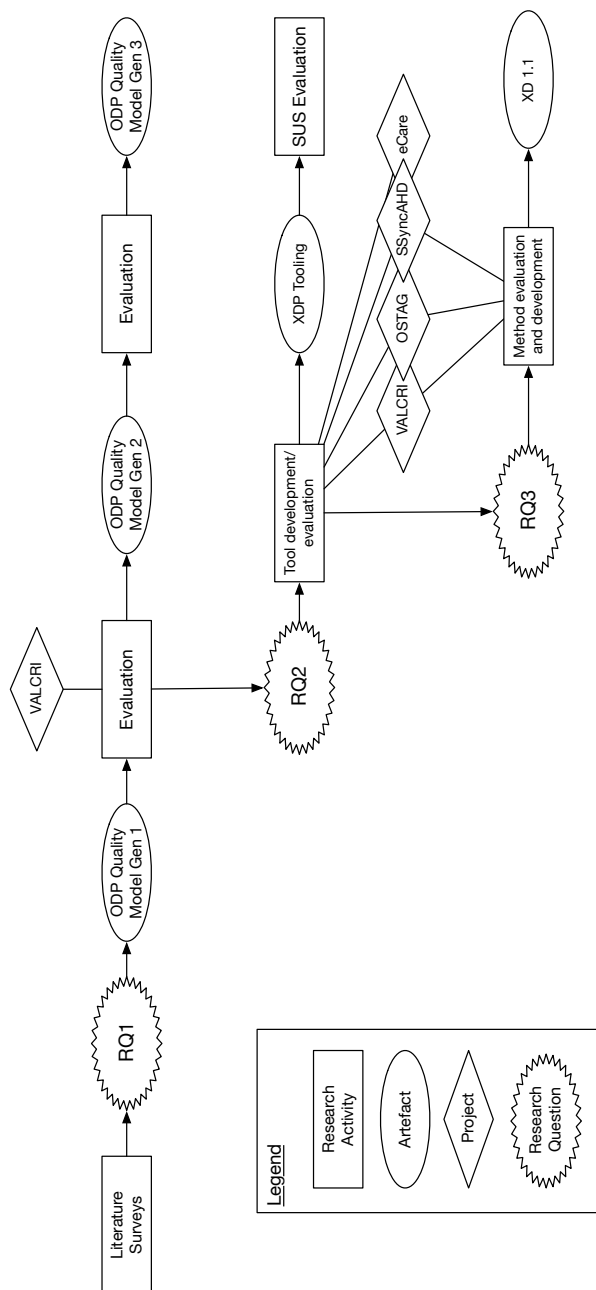 Literature
Surveys
RQ1
ODP Quality
Model Gen 1
VALCRI
Evaluation
ODP Quality
Model Gen 2
Evaluation
ODP Quality
Model Gen 3
RQ2
Tool development/
evaluation
XDP Tooling
SUS Evaluation
VALCRI
OSTAG
SSyncAHD
eCare
RQ3
Method evaluation
and development
XD 1.1
Legend
Research
Activity
Artefact
Project
Research
Question